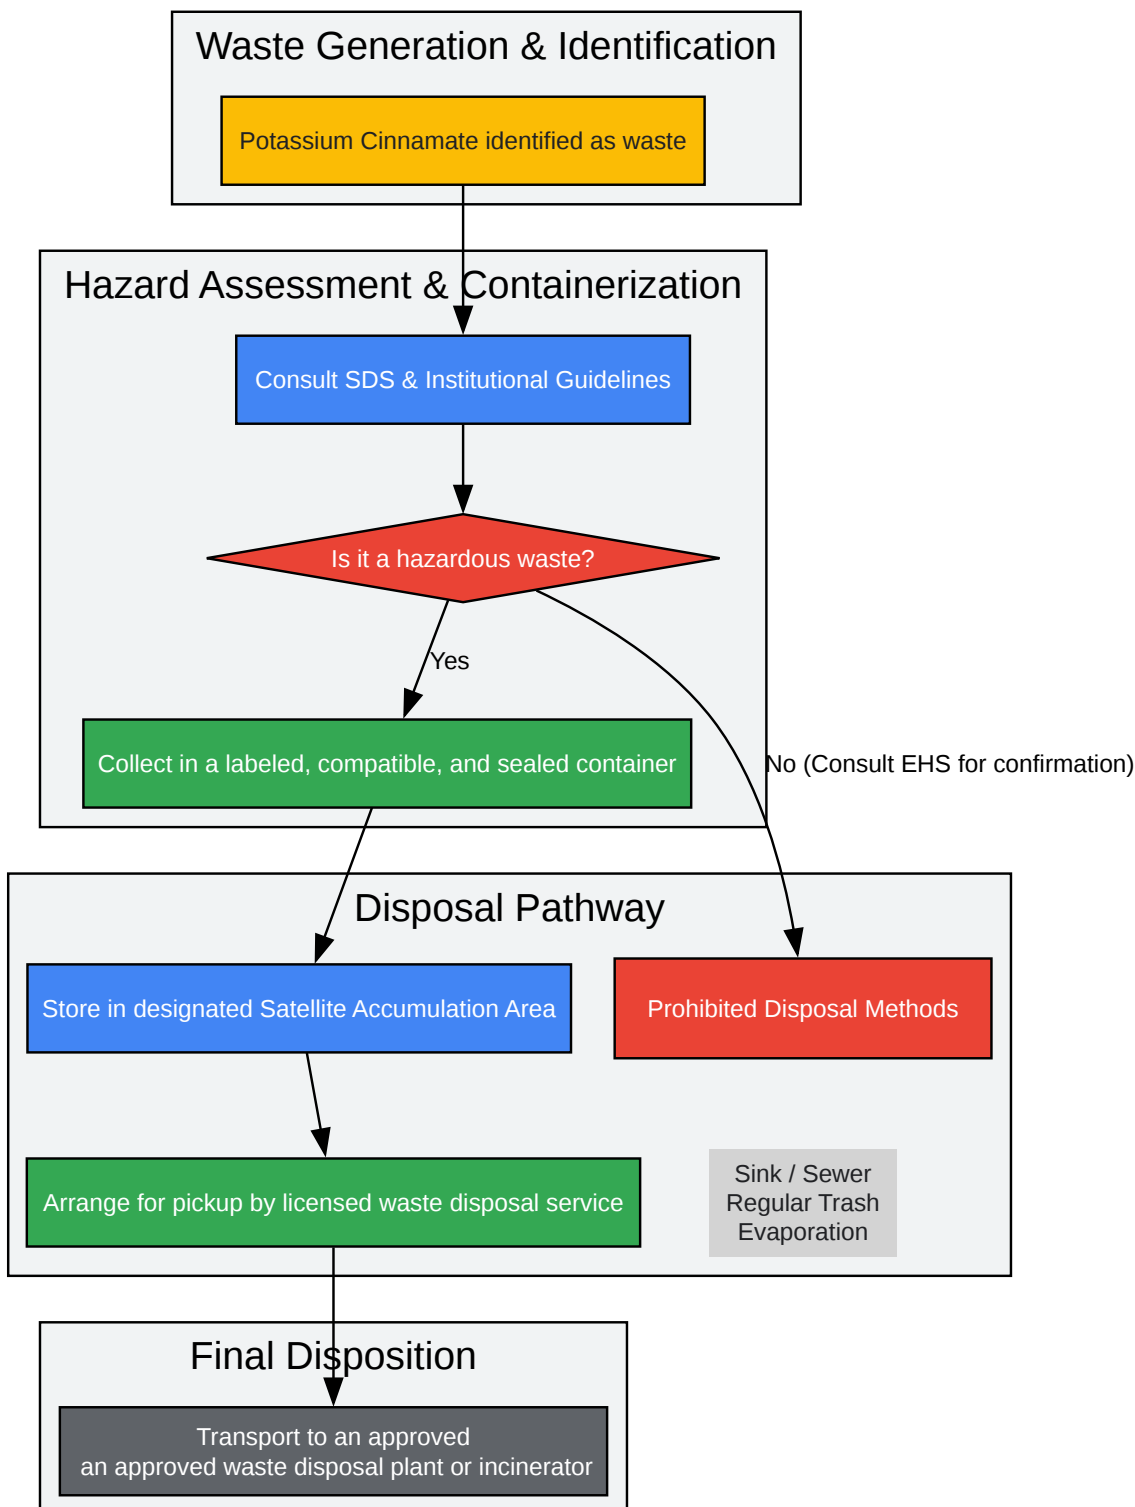 Waste Generation & Identification
Potassium Cinnamate identified as waste
Hazard Assessment & Containerization
Consult SDS & Institutional Guidelines
Is it a hazardous waste?
Yes
Collect in a labeled, compatible, and sealed container
No (Consult EHS for confirmation)
Disposal Pathway
Store in designated Satellite Accumulation Area
Prohibited Disposal Methods
Arrange for pickup by licensed waste disposal service
Sink / Sewer
Regular Trash
Evaporation
Final Disposition
Transport to an approved
an approved waste disposal plant or incinerator